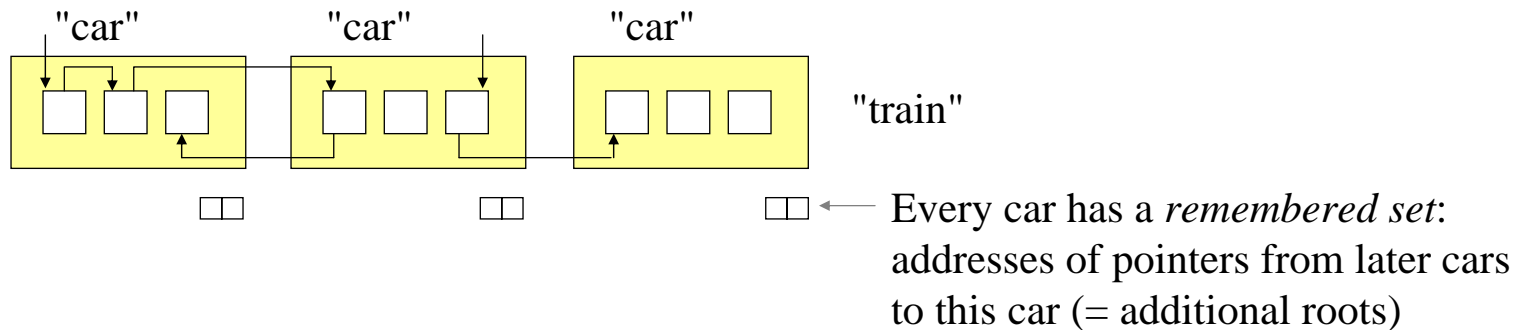 "car"
"car"
"car"
"train"
Every car has a remembered set:
addresses of pointers from later cars
to this car (= additional roots)